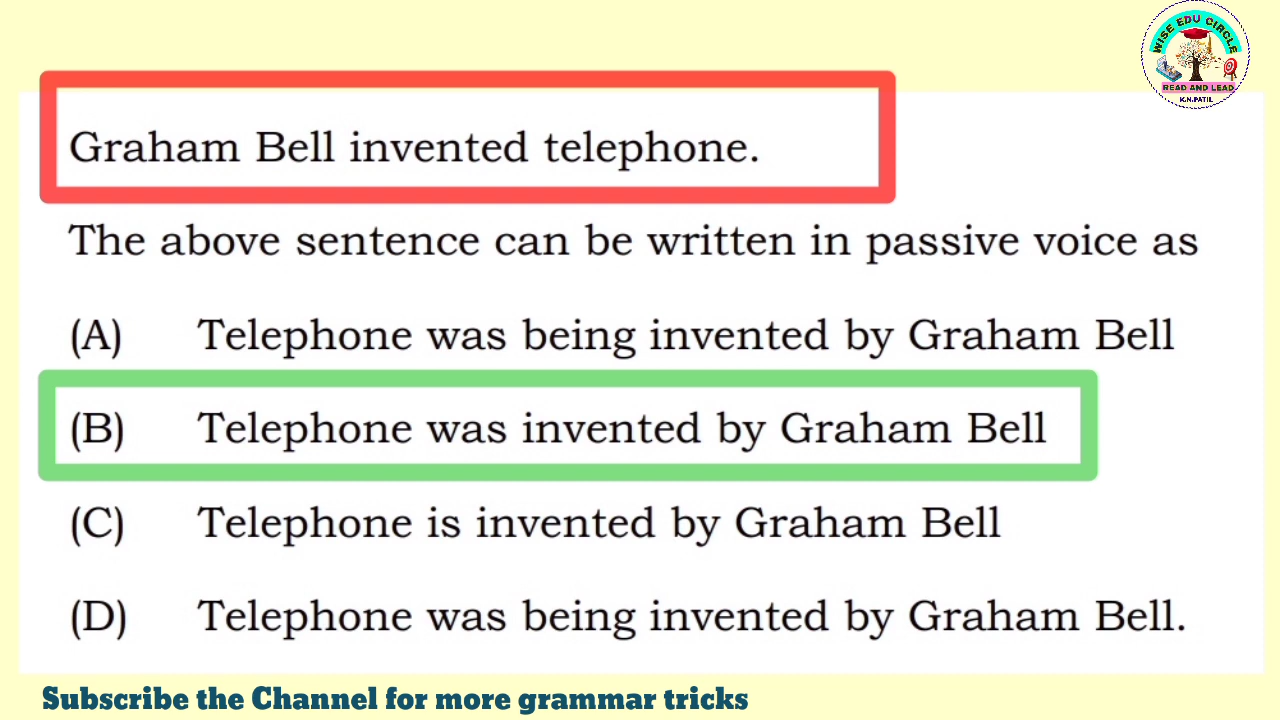 WISE EDU CIRCLE
READ AND LEAD
K.N.PATIL
Graham Bell invented telephone.
The above sentence can be written in passive voice as
(A) Telephone was being invented by Graham Bell
(B) Telephone was invented by Graham Bell
(C) Telephone is invented by Graham Bell
(D) Telephone was being invented by Graham Bell.
Subscribe the Channel for more grammar tricks